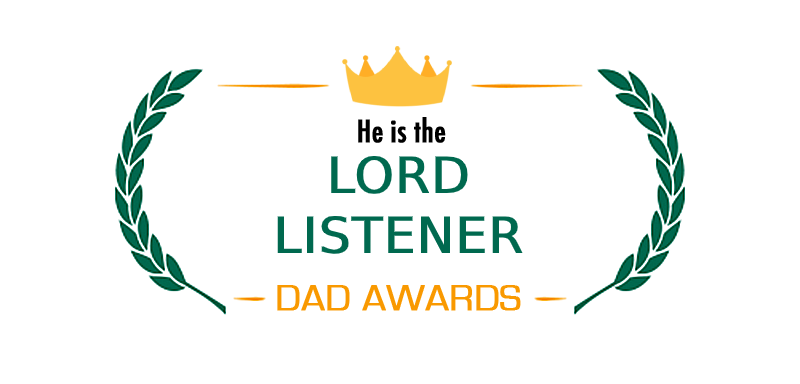 He is the
LORD
LISTENER
DAD AWARDS